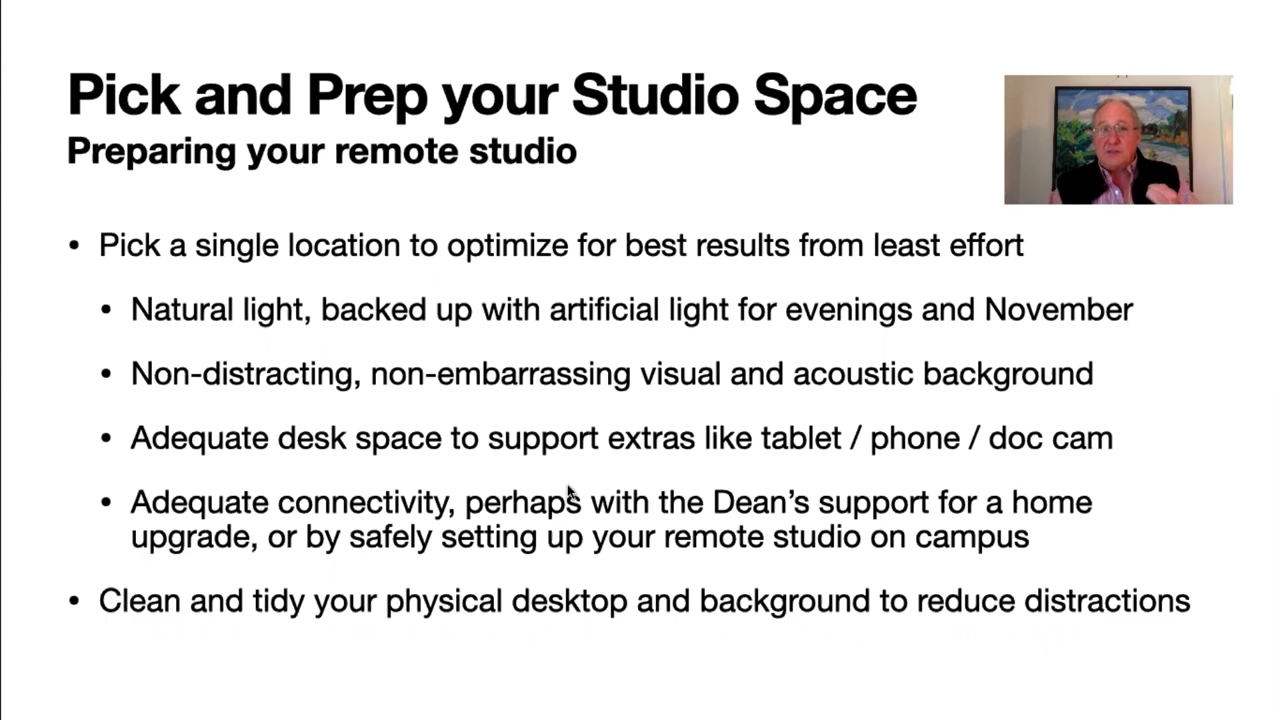 Pick and Prep your Studio Space
Preparing your remote studio
• Pick a single location to optimize for best results from least effort
• Natural light, backed up with artificial light for evenings and November
• Non-distracting, non-embarrassing visual and acoustic background
• Adequate desk space to support extras like tablet / phone / doc cam
• Adequate connectivity, perhaps with the Dean’s support for a home
upgrade, or by safely setting up your remote studio on campus
• Clean and tidy your physical desktop and background to reduce distractions